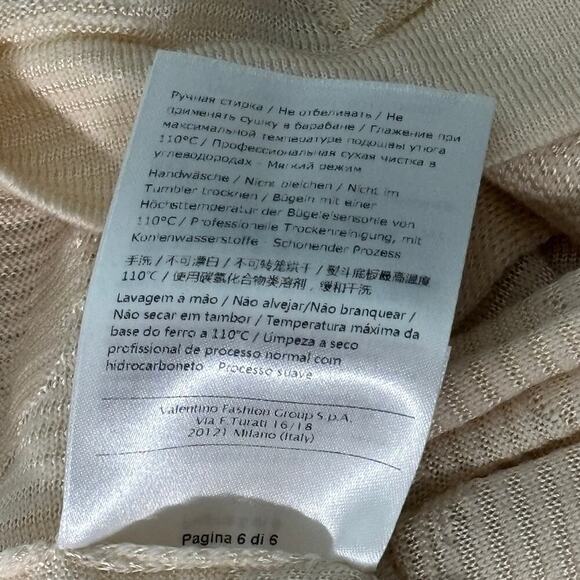 Ручная стирка / Не отбеливать / Не
применять сушку в барабане / Глажение при
максимальной температуре подошвы утюга
110°C / Профессиональная сухая чистка в
углеводородах - Мягкий режим
Handwäsche / Nicht bleichen / Nicht im
Tumbler trocknen / Bügeln mit einer
Höchsttemperatur der Bügeleisensohle von
110°C / Professionelle Trockenreinigung, mit
Kohlenwasserstoffe - Schonender Prozess
手洗 / 不可漂白 / 不可转笼烘干 / 熨斗底板最高温度
110℃ / 使用碳氢化合物类溶剂，缓和干洗
Lavagem à mão / Não alvejar/Não branquear /
Não secar em tambor / Temperatura máxima da
base do ferro a 110°C / Limpeza a seco
profissional de processo normal com
hidrocarboneto - Processo suave
Valentino Fashion Group S.p.A.
Via F.Turati 16/18
20121 Milano (Italy)
Pagina 6 di 6